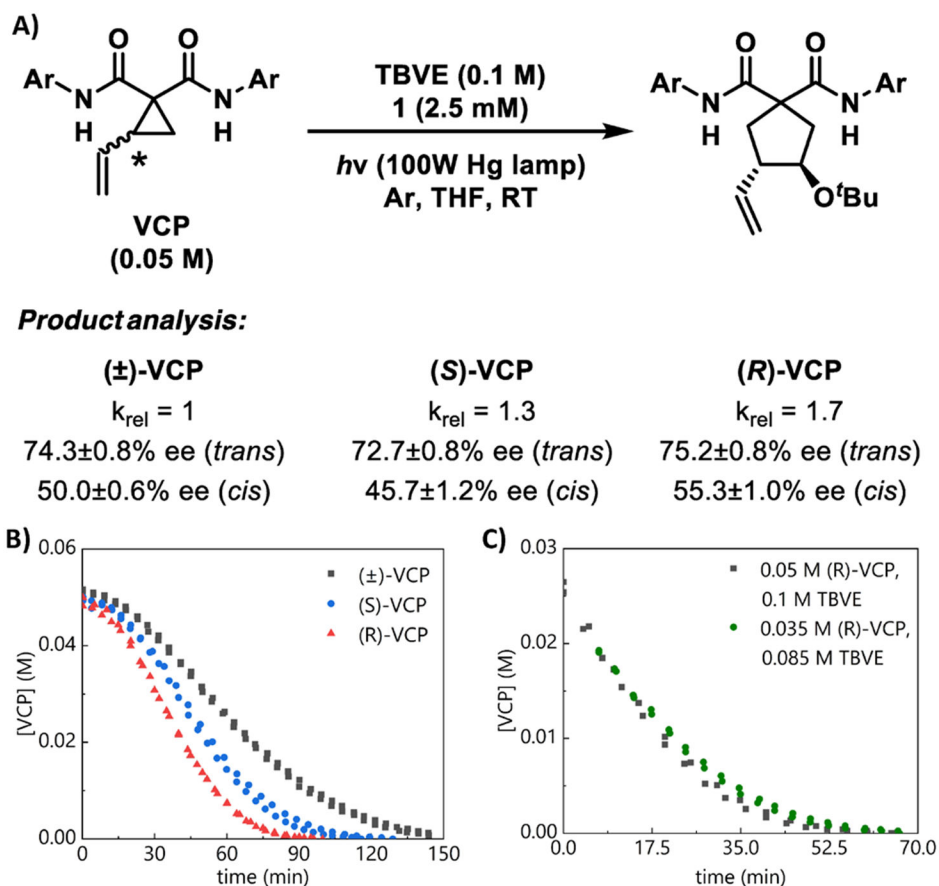 A)
O O
Ar N H N H Ar
*
VCP
(0.05 M)
TBVE (0.1 M)
1 (2.5 mM)
hν (100W Hg lamp)
Ar, THF, RT
O O
Ar N H N H Ar
OᵗBu
Product analysis:
(±)-VCP (S)-VCP (R)-VCP
krel = 1 krel = 1.3 krel = 1.7
74.3±0.8% ee (trans) 72.7±0.8% ee (trans) 75.2±0.8% ee (trans)
50.0±0.6% ee (cis) 45.7±1.2% ee (cis) 55.3±1.0% ee (cis)
B)
[VCP] (M)
0.06
0.04
0.02
0.00
0 30 60 90 120 150
time (min)
(±)-VCP
(S)-VCP
(R)-VCP
C)
[VCP] (M)
0.03
0.02
0.01
0.00
0.0 17.5 35.0 52.5 70.0
time (min)
0.05 M (R)-VCP,
0.1 M TBVE
0.035 M (R)-VCP,
0.085 M TBVE